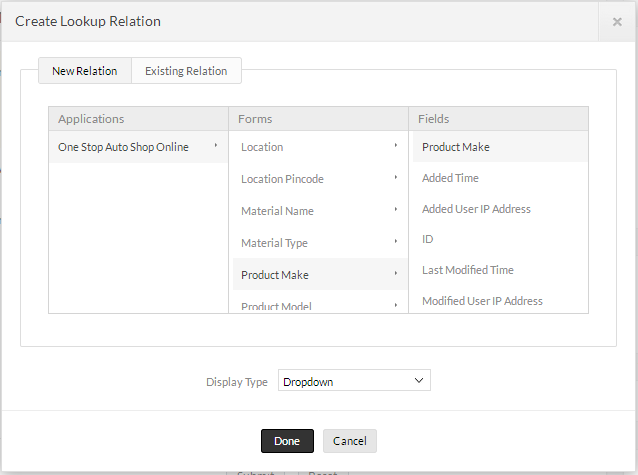 Create Lookup Relation
×
New Relation
Existing Relation
Applications
Forms
Fields
One Stop Auto Shop Online
Location
Product Make
Location Pincode
Added Time
Material Name
Added User IP Address
Material Type
ID
Product Make
Last Modified Time
Product Model
Modified User IP Address
Display Type
Dropdown
Done
Cancel